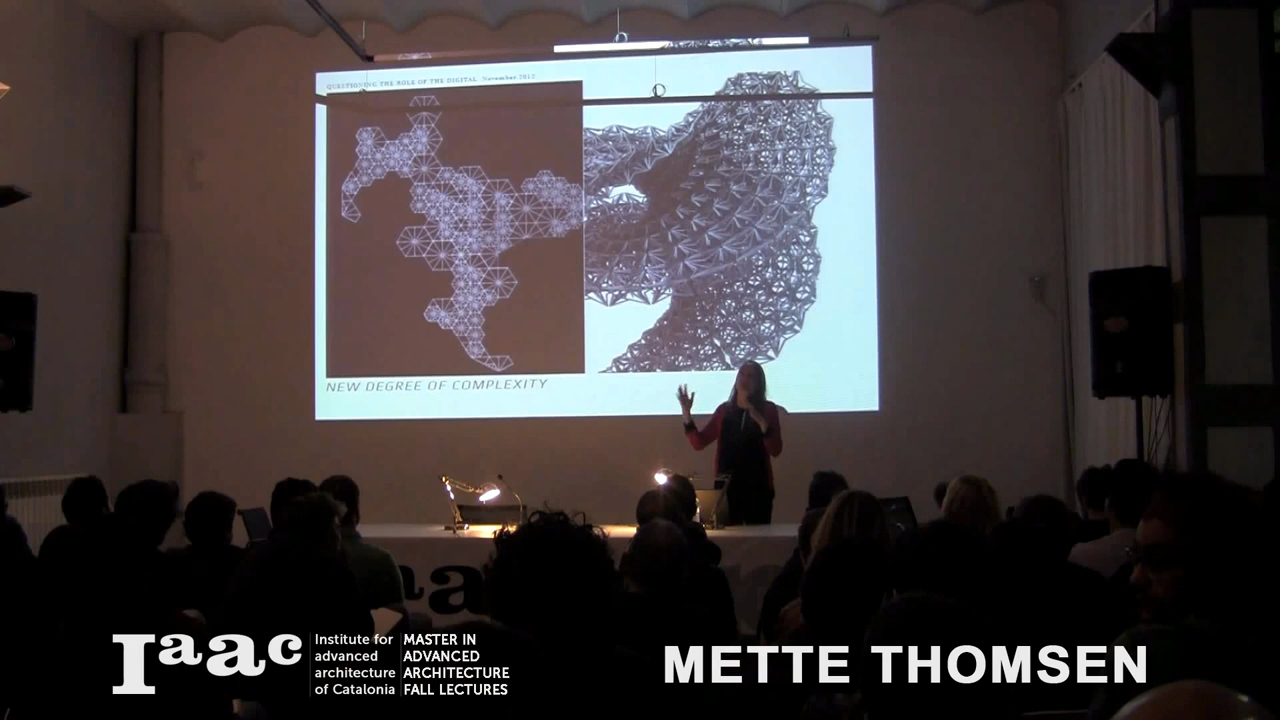 QUESTIONING THE ROLE OF THE DIGITAL November 2012
NEW DEGREE OF COMPLEXITY
aa
Iaac
Institute for
advanced
architecture
of Catalonia
MASTER IN
ADVANCED
ARCHITECTURE
FALL LECTURES
METTE THOMSEN